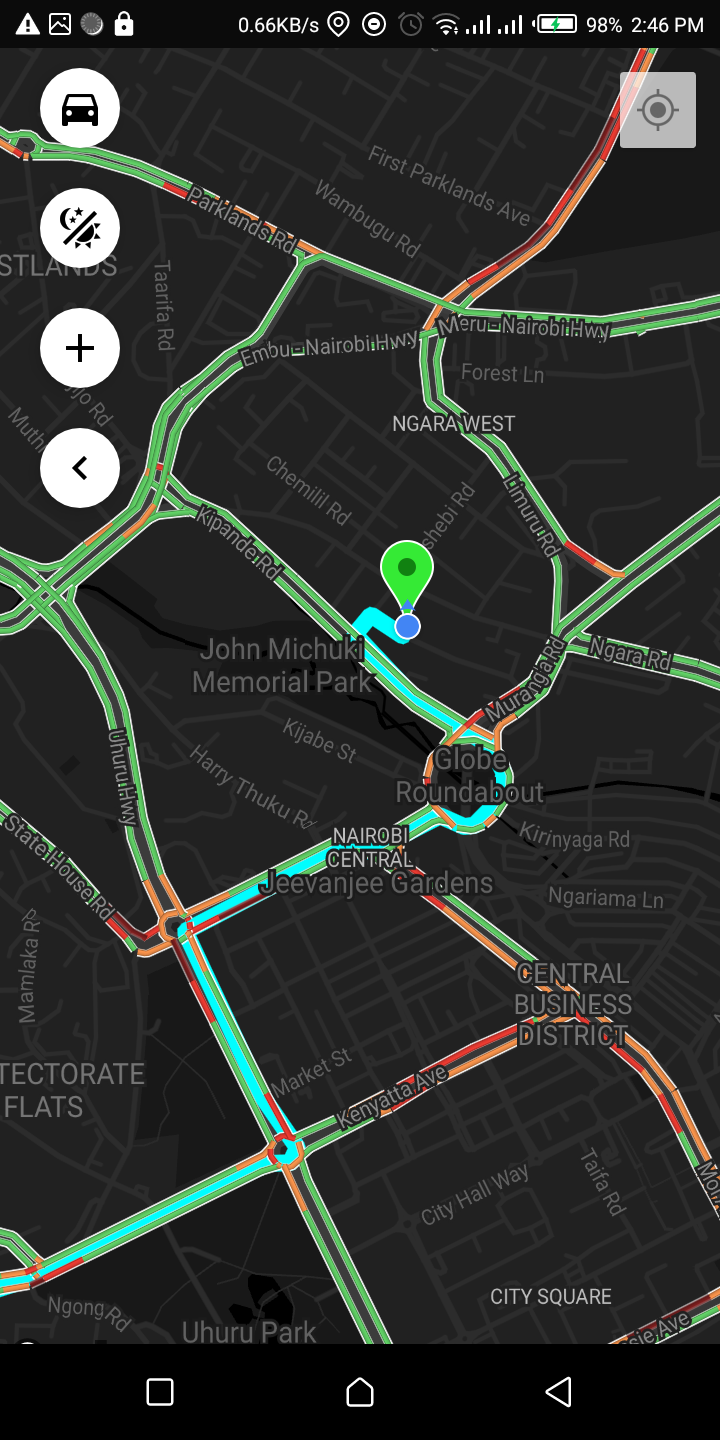 0.66KB/s 98% 2:46 PM
First Parklands Ave
Wambugu Rd
Parklands Rd
STLANDS
Taarifa Rd
Meru-Nairobi Hwy
Embu-Nairobi Hwy
Forest Ln
NGARA WEST
Chemilil Rd
Limuru Rd
Kipande Rd
John Michuki
Memorial Park
Ngara Rd
Muranga Rd
Kijabe St
Uhuru Hwy
Globe
Roundabout
Harry Thuku Rd
NAIROBI
CENTRAL
Kirinyaga Rd
State House Rd
Jeevanjee Gardens
Ngariama Ln
CENTRAL
BUSINESS
DISTRICT
TECTORATE
FLATS
Market St
Kenyatta Ave
City Hall Way
Taifa Rd
CITY SQUARE
Ngong Rd
Uhuru Park